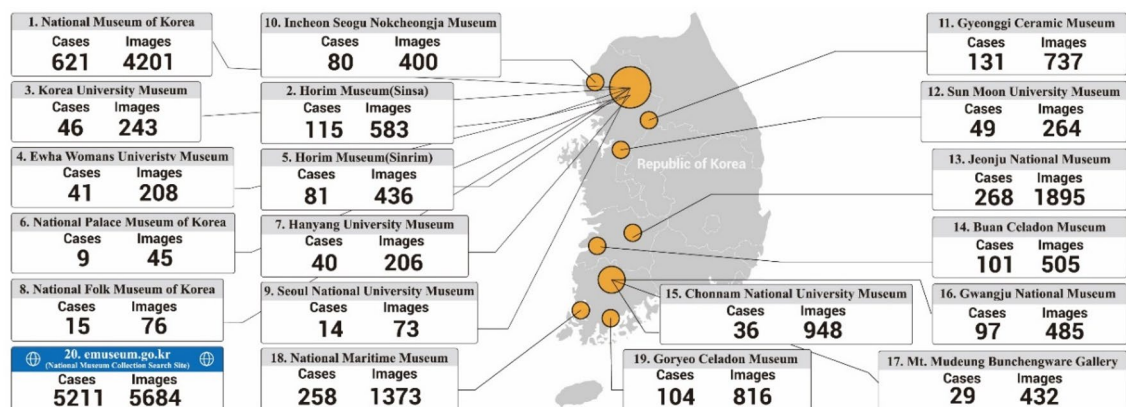 1. National Museum of Korea
Cases Images
621 4201
10. Incheon Seogu Nokcheongja Museum
Cases Images
80 400
11. Gyeonggi Ceramic Museum
Cases Images
131 737
3. Korea University Museum
Cases Images
46 243
2. Horim Museum(Sinsa)
Cases Images
115 583
12. Sun Moon University Museum
Cases Images
49 264
4. Ewha Womans Univeristv Museum
Cases Images
41 208
5. Horim Museum(Sinrim)
Cases Images
81 436
Republic of Korea
13. Jeonju National Museum
Cases Images
268 1895
6. National Palace Museum of Korea
Cases Images
9 45
7. Hanyang University Museum
Cases Images
40 206
14. Buan Celadon Museum
Cases Images
101 505
8. National Folk Museum of Korea
Cases Images
15 76
9. Seoul National University Museum
Cases Images
14 73
15. Chonnam National University Museum
Cases Images
36 948
16. Gwangju National Museum
Cases Images
97 485
20. emuseum.go.kr
(National Museum Collection Search Site)
Cases Images
5211 5684
18. National Maritime Museum
Cases Images
258 1373
19. Goryeo Celadon Museum
Cases Images
104 816
17. Mt. Mudeung Bunchengware Gallery
Cases Images
29 432